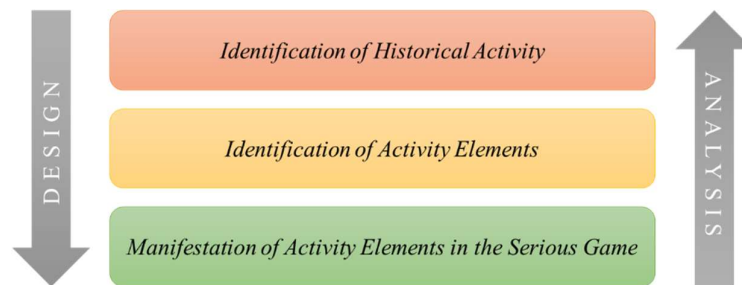 DESIGN
Identification of Historical Activity
Identification of Activity Elements
Manifestation of Activity Elements in the Serious Game
ANALYSIS